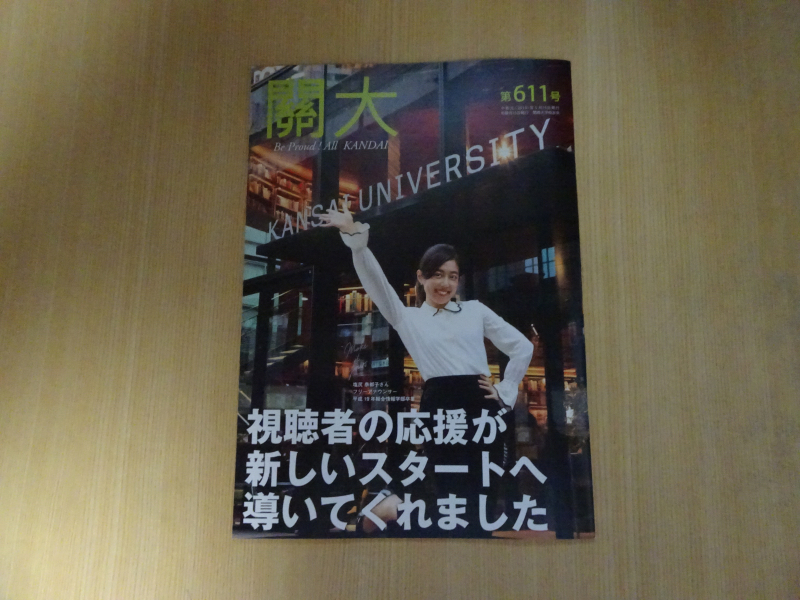 關大
Be Proud! All KANDAI
第611号
KANSAI UNIVERSITY
フリーアナウンサー
視聴者の応援が
新しいスタートへ
導いてくれました